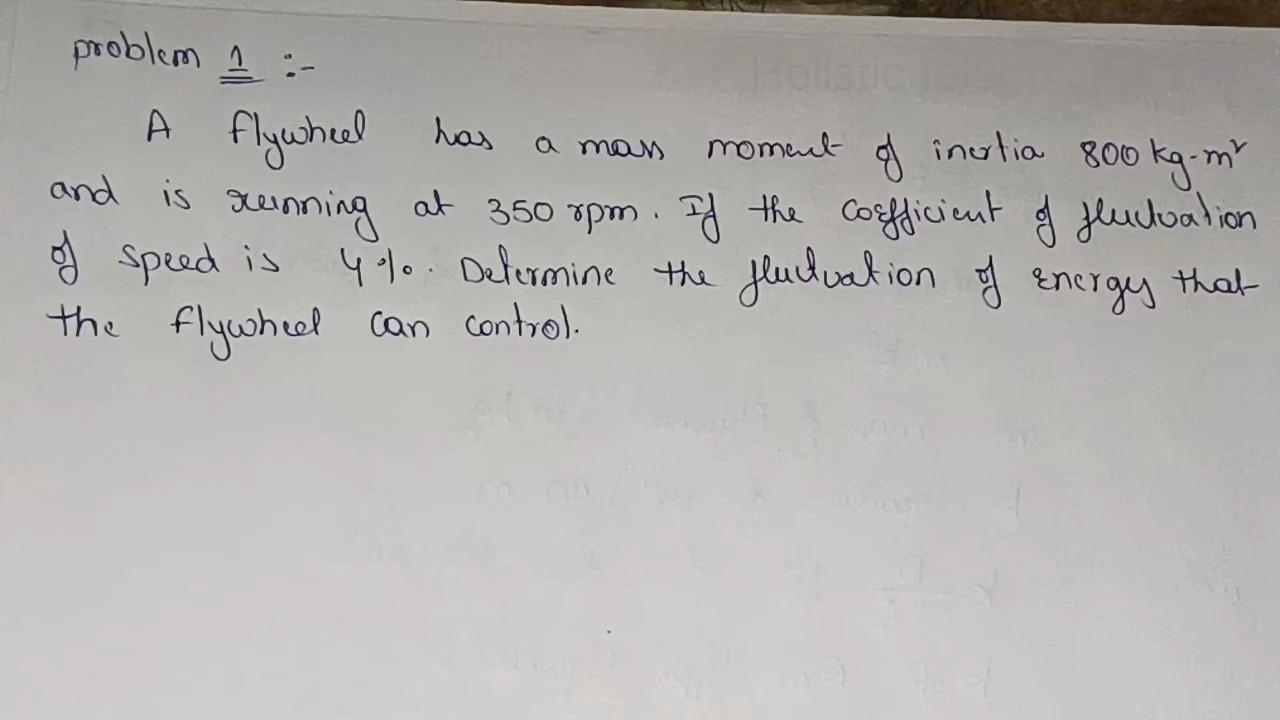 problem 1 :-
A flywheel has a mass moment of inertia 800 kg-m²
and is running at 350 rpm. If the coefficient of fluctuation
of speed is 4%. Determine the fluctuation of energy that
the flywheel can control.